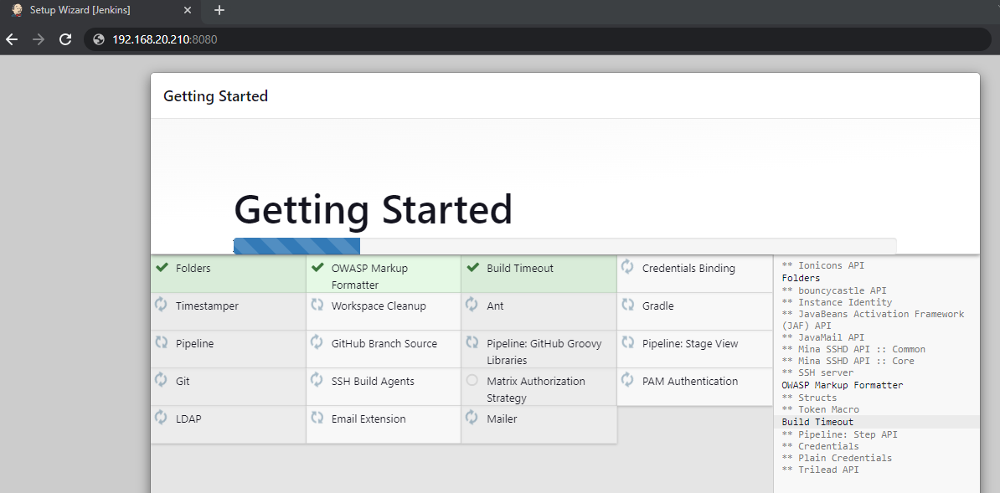 Setup Wizard [Jenkins]
192.168.20.210:8080
Getting Started
Getting Started
Folders
OWASP Markup
Formatter
Build Timeout
Credentials Binding
Timestamper
Workspace Cleanup
Ant
Gradle
Pipeline
GitHub Branch Source
Pipeline: GitHub Groovy
Libraries
Pipeline: Stage View
Git
SSH Build Agents
Matrix Authorization
Strategy
PAM Authentication
LDAP
Email Extension
Mailer
** Ionicons API
Folders
** bouncycastle API
** Instance Identity
** JavaBeans Activation Framework
(JAF) API
** JavaMail API
** Mina SSHD API :: Common
** Mina SSHD API :: Core
** SSH server
OWASP Markup Formatter
** Structs
** Token Macro
Build Timeout
** Pipeline: Step API
** Credentials
** Plain Credentials
** Trilead API